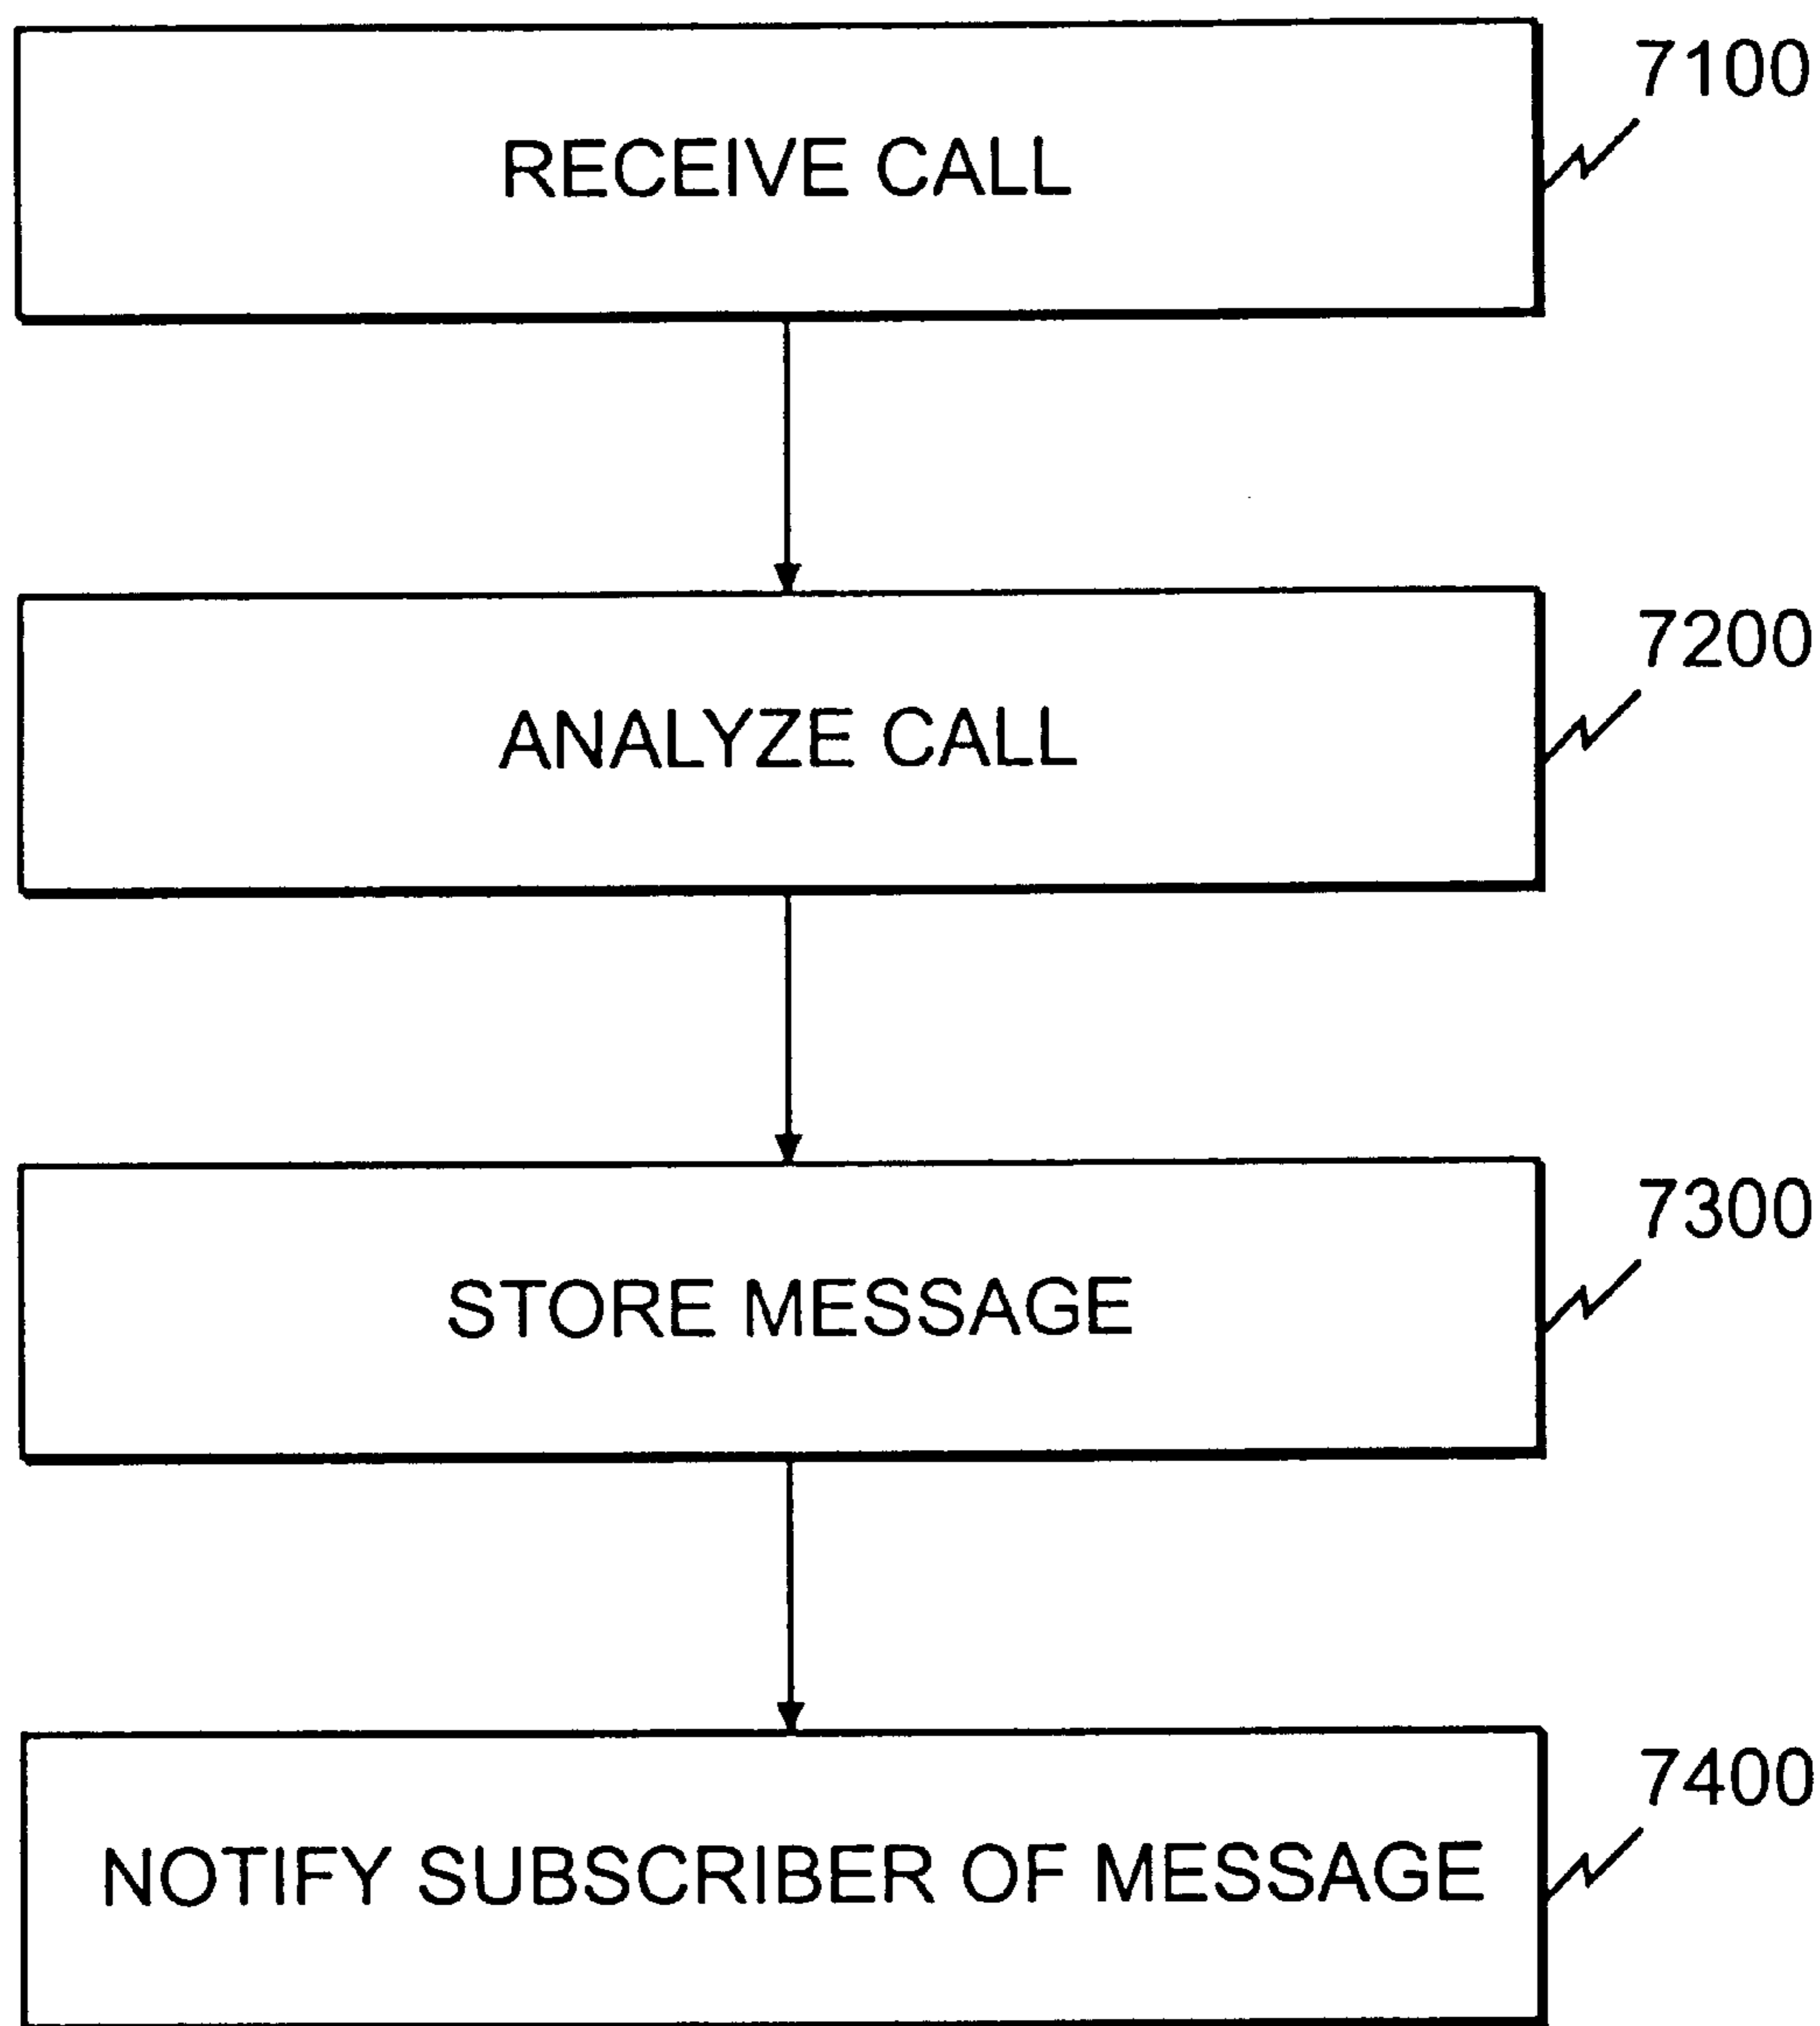 7100
RECEIVE CALL
7200
ANALYZE CALL
7300
STORE MESSAGE
7400
NOTIFY SUBSCRIBER OF MESSAGE